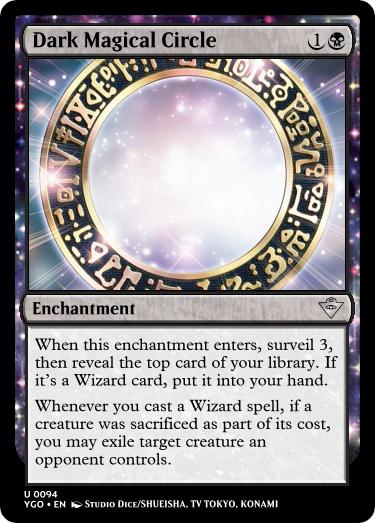 Dark Magical Circle 1
Enchantment
When this enchantment enters, surveil 3,
then reveal the top card of your library. If
it's a Wizard card, put it into your hand.
Whenever you cast a Wizard spell, if a
creature was sacrificed as part of its cost,
you may exile target creature an
opponent controls.
U 0094
YGO • EN Studio Dice/SHUEISHA, TV TOKYO, KONAMI